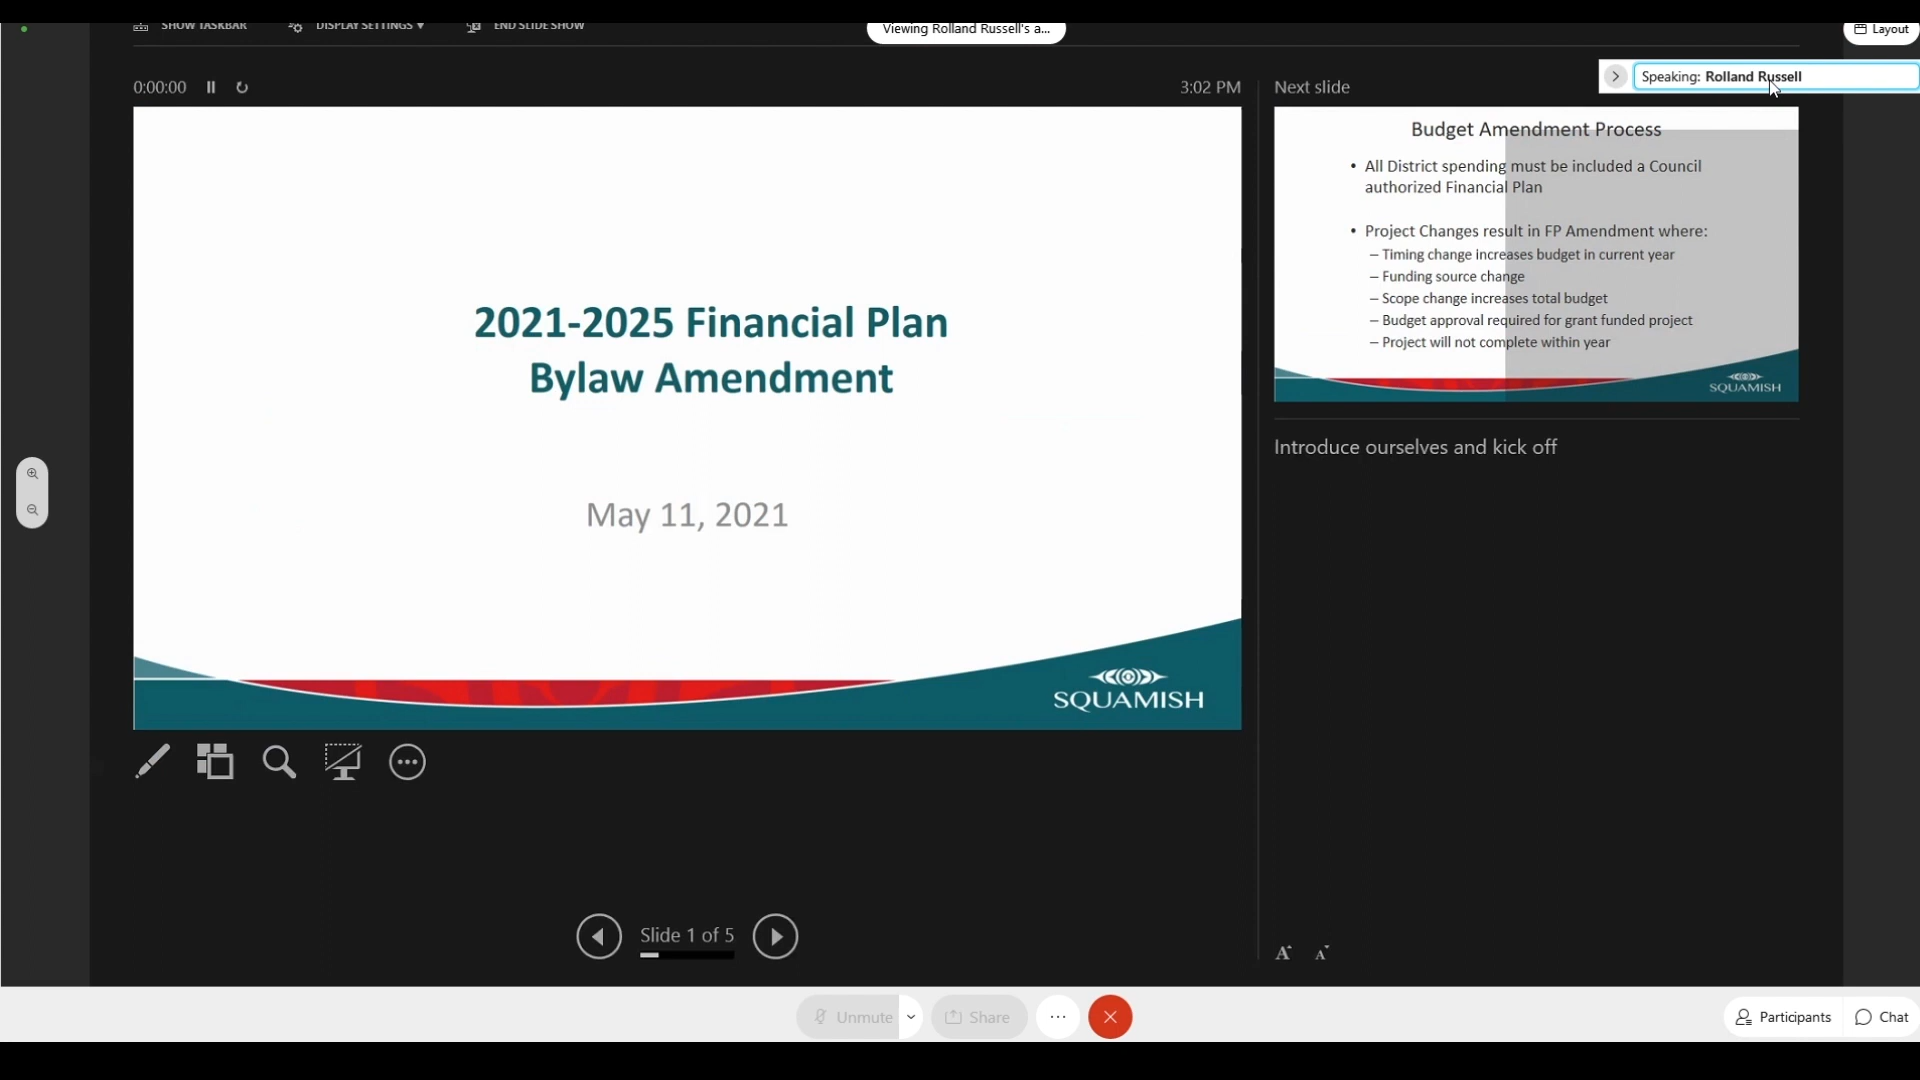 SHOW TASKBAR
DISPLAY SETTINGS ▾
END SLIDE SHOW
Viewing Rolland Russell's a...
Layout
Speaking: Rolland Russell
0:00:00
3:02 PM
Next slide
2021-2025 Financial Plan
Bylaw Amendment
May 11, 2021
SQUAMISH
Budget Amendment Process
• All District spending must be included a Council
authorized Financial Plan
• Project Changes result in FP Amendment where:
– Timing change increases budget in current year
– Funding source change
– Scope change increases total budget
– Budget approval required for grant funded project
– Project will not complete within year
SQUAMISH
Introduce ourselves and kick off
Slide 1 of 5
A A
Unmute
Share
Participants
Chat